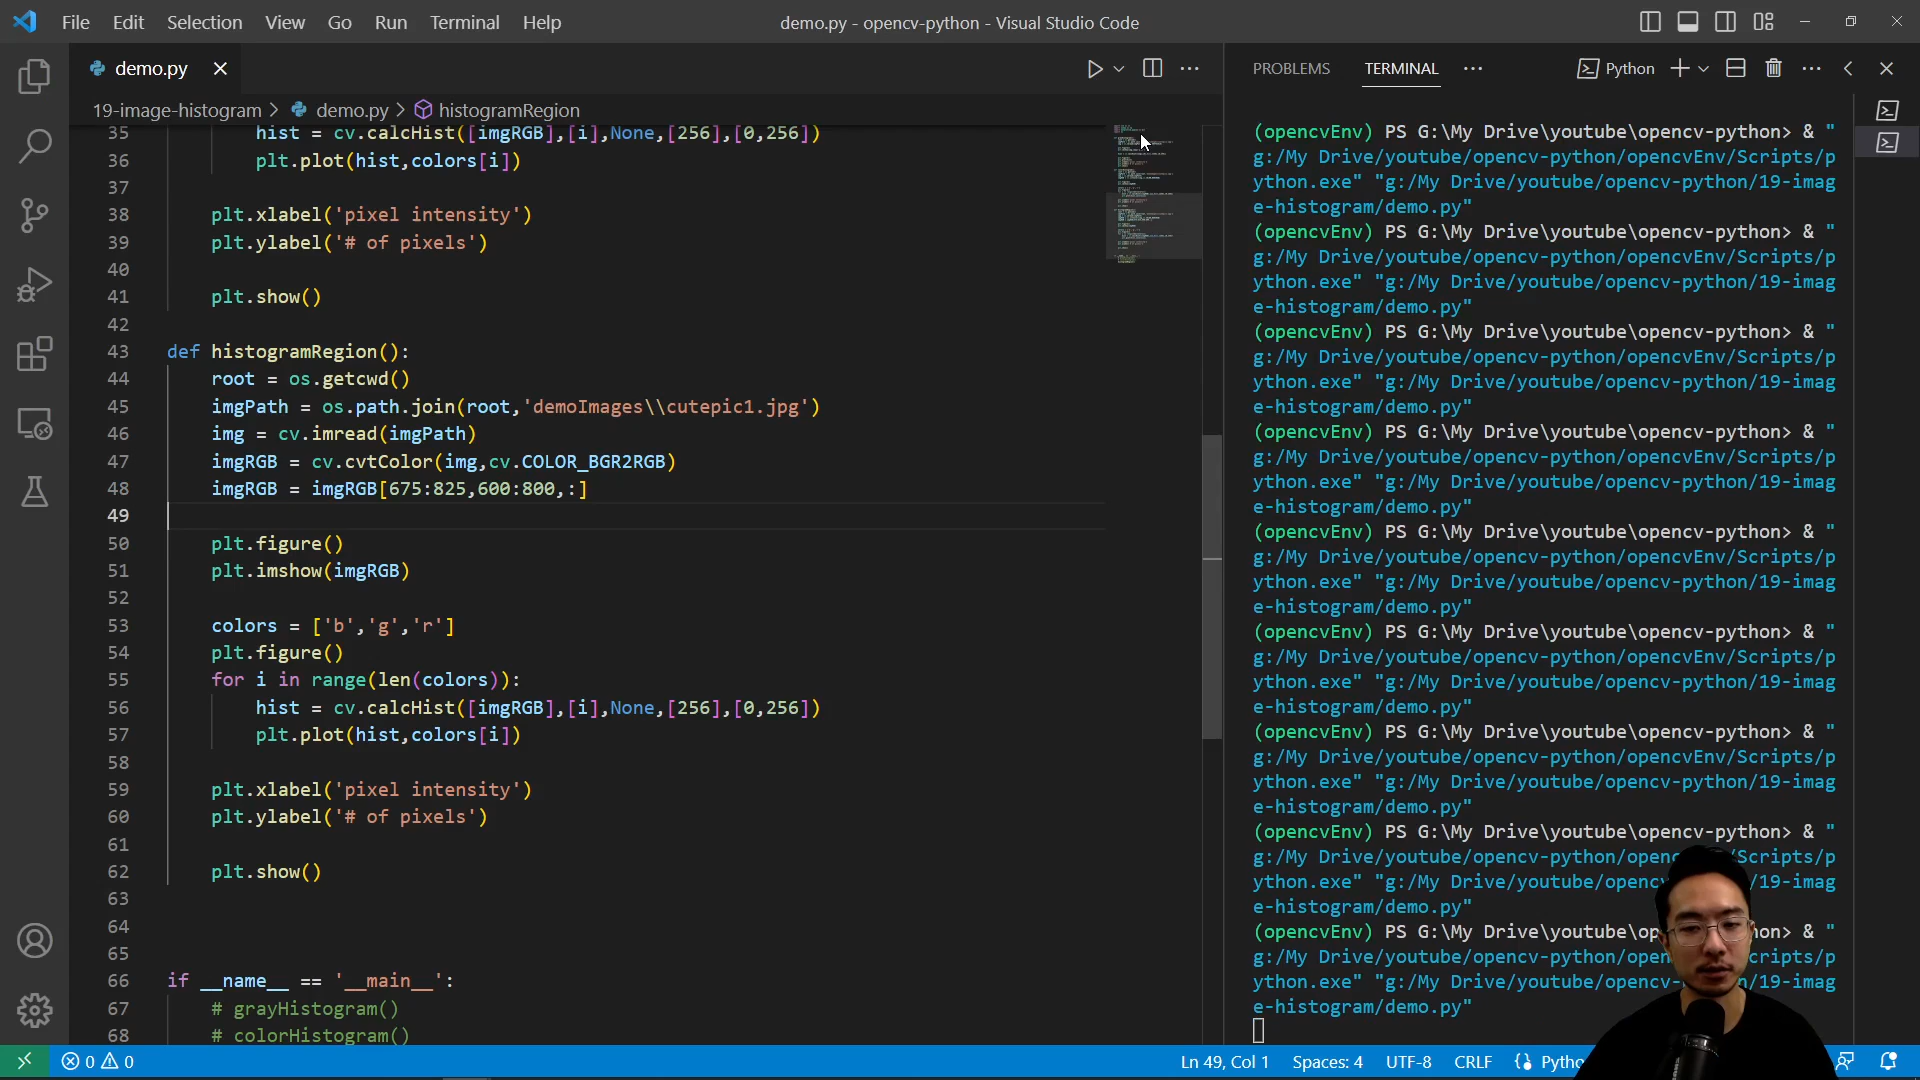 File Edit Selection View Go Run Terminal Help
demo.py - opencv-python - Visual Studio Code
demo.py
19-image-histogram > demo.py > histogramRegion
35 hist = cv.calcHist([imgRGB],[i],None,[256],[0,256])
36 plt.plot(hist,colors[i])
37
38 plt.xlabel('pixel intensity')
39 plt.ylabel('# of pixels')
40
41 plt.show()
42
43 def histogramRegion():
44 root = os.getcwd()
45 imgPath = os.path.join(root,'demoImages\\cutepic1.jpg')
46 img = cv.imread(imgPath)
47 imgRGB = cv.cvtColor(img,cv.COLOR_BGR2RGB)
48 imgRGB = imgRGB[675:825,600:800,:]
49
50 plt.figure()
51 plt.imshow(imgRGB)
52
53 colors = ['b','g','r']
54 plt.figure()
55 for i in range(len(colors)):
56 hist = cv.calcHist([imgRGB],[i],None,[256],[0,256])
57 plt.plot(hist,colors[i])
58
59 plt.xlabel('pixel intensity')
60 plt.ylabel('# of pixels')
61
62 plt.show()
63
64
65
66 if __name__ == '__main__':
67 # grayHistogram()
68 # colorHistogram()
PROBLEMS TERMINAL
Python
(opencvEnv) PS G:\My Drive\youtube\opencv-python> & "
g:/My Drive/youtube/opencv-python/opencvEnv/Scripts/p
ython.exe" "g:/My Drive/youtube/opencv-python/19-imag
e-histogram/demo.py"
(opencvEnv) PS G:\My Drive\youtube\opencv-python> & "
g:/My Drive/youtube/opencv-python/opencvEnv/Scripts/p
ython.exe" "g:/My Drive/youtube/opencv-python/19-imag
e-histogram/demo.py"
(opencvEnv) PS G:\My Drive\youtube\opencv-python> & "
g:/My Drive/youtube/opencv-python/opencvEnv/Scripts/p
ython.exe" "g:/My Drive/youtube/opencv-python/19-imag
e-histogram/demo.py"
(opencvEnv) PS G:\My Drive\youtube\opencv-python> & "
g:/My Drive/youtube/opencv-python/opencvEnv/Scripts/p
ython.exe" "g:/My Drive/youtube/opencv-python/19-imag
e-histogram/demo.py"
(opencvEnv) PS G:\My Drive\youtube\opencv-python> & "
g:/My Drive/youtube/opencv-python/opencvEnv/Scripts/p
ython.exe" "g:/My Drive/youtube/opencv-python/19-imag
e-histogram/demo.py"
(opencvEnv) PS G:\My Drive\youtube\opencv-python> & "
g:/My Drive/youtube/opencv-python/opencvEnv/Scripts/p
ython.exe" "g:/My Drive/youtube/opencv-python/19-imag
e-histogram/demo.py"
(opencvEnv) PS G:\My Drive\youtube\opencv-python> & "
g:/My Drive/youtube/opencv-python/opencvEnv/Scripts/p
ython.exe" "g:/My Drive/youtube/opencv-python/19-imag
e-histogram/demo.py"
(opencvEnv) PS G:\My Drive\youtube\opencv-python> & "
g:/My Drive/youtube/opencv-python/openc Scripts/p
ython.exe" "g:/My Drive/youtube/opencv /19-imag
e-histogram/demo.py"
(opencvEnv) PS G:\My Drive\youtube\op hon> & "
g:/My Drive/youtube/opencv-python/open cripts/p
ython.exe" "g:/My Drive/youtube/opencv- 19-imag
e-histogram/demo.py"
0 0
Ln 49, Col 1 Spaces: 4 UTF-8 CRLF